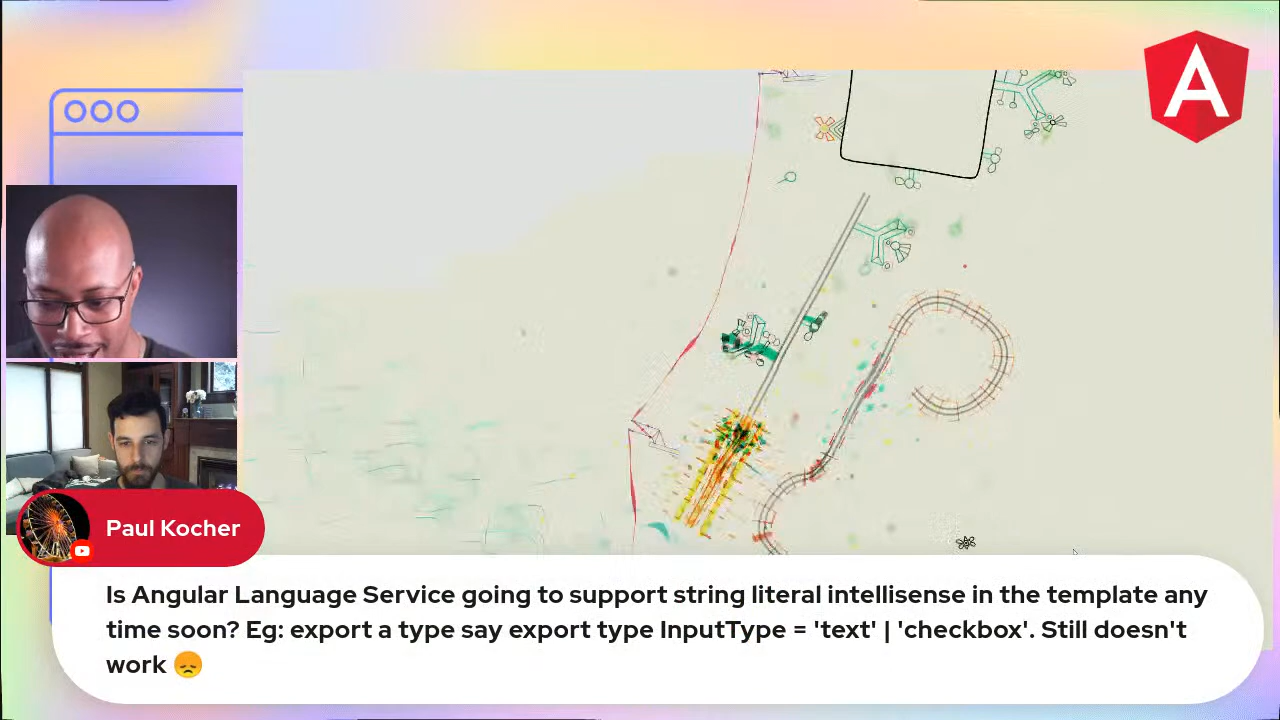 A
Paul Kocher
Is Angular Language Service going to support string literal intellisense in the template any
time soon? Eg: export a type say export type InputType = 'text' | 'checkbox'. Still doesn't
work 😞